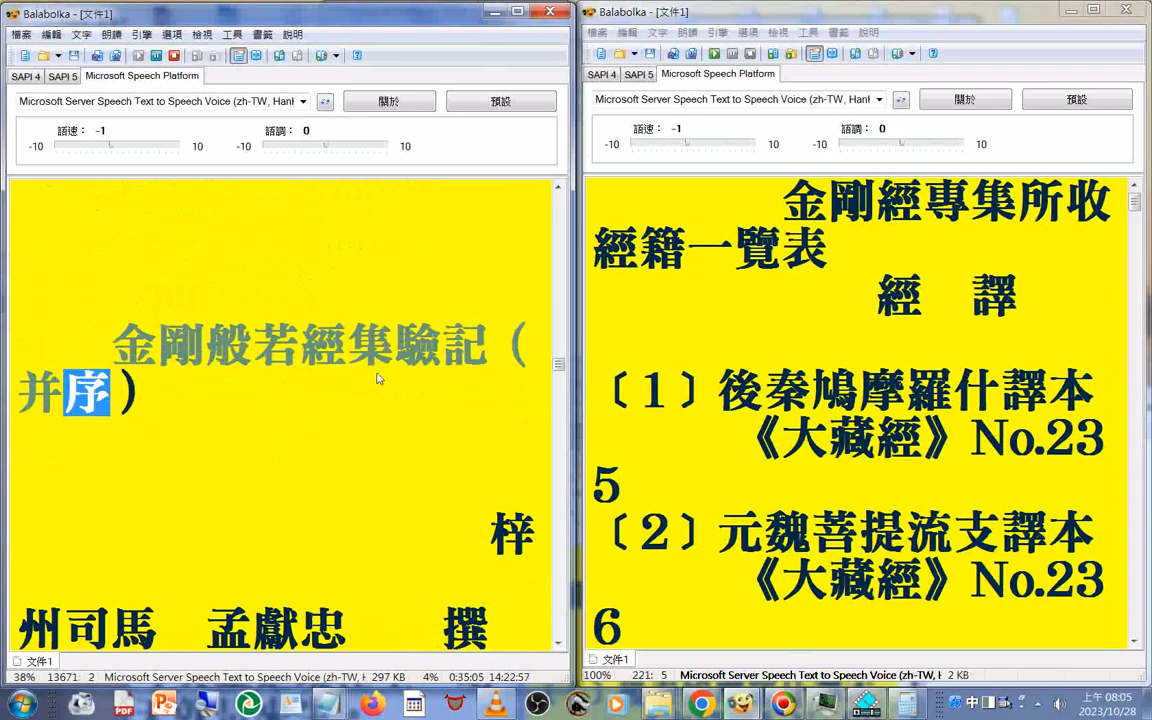 Balabolka - [文件1]
檔案 編輯 文字 朗讀 引擎 選項 檢視 工具 書籤 說明
SAPI 4 SAPI 5 Microsoft Speech Platform
Microsoft Server Speech Text to Speech Voice (zh-TW, Hanl
關於
預設
語速： -1
語調： 0
-10 10 -10 10
金剛般若經集驗記（
并序）
梓
州司馬 孟獻忠 撰
文件1
38% 13671: 2 Microsoft Server Speech Text to Speech Voice (zh-TW, H 297 KB 4% 0:35:05 14:22:57
Balabolka - [文件1]
檔案 編輯 文字 朗讀 引擎 選項 檢視 工具 書籤 說明
SAPI 4 SAPI 5 Microsoft Speech Platform
Microsoft Server Speech Text to Speech Voice (zh-TW, Hanl
關於
預設
語速： -1
語調： 0
-10 10 -10 10
金剛經專集所收
經籍一覽表
經 譯
〔１〕後秦鳩摩羅什譯本
《大藏經》No.23
5
〔２〕元魏菩提流支譯本
《大藏經》No.23
6
文件1
100% 221: 5 Microsoft Server Speech Text to Speech Voice (zh-TW, H 2 KB
PDF
中
上午 08:05
2023/10/28